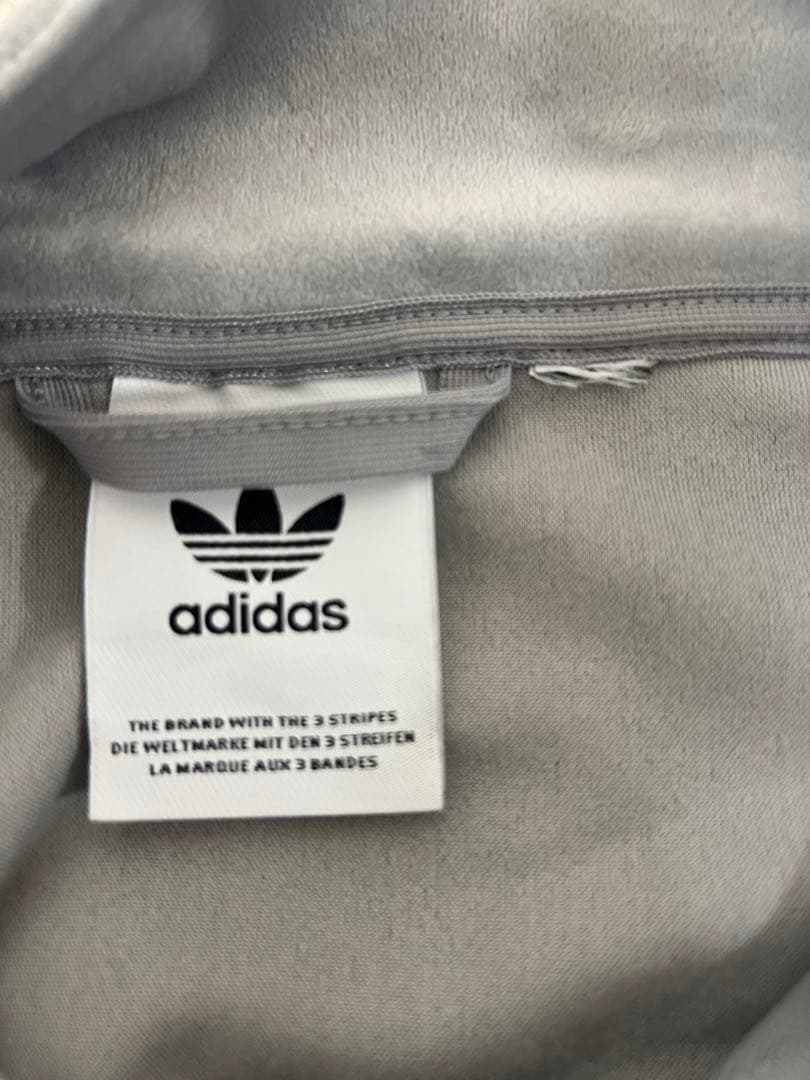 adidas
THE BRAND WITH THE 3 STRIPES
DIE WELTMARKE MIT DEN 3 STREIFEN
LA MARQUE AUX 3 BANDES